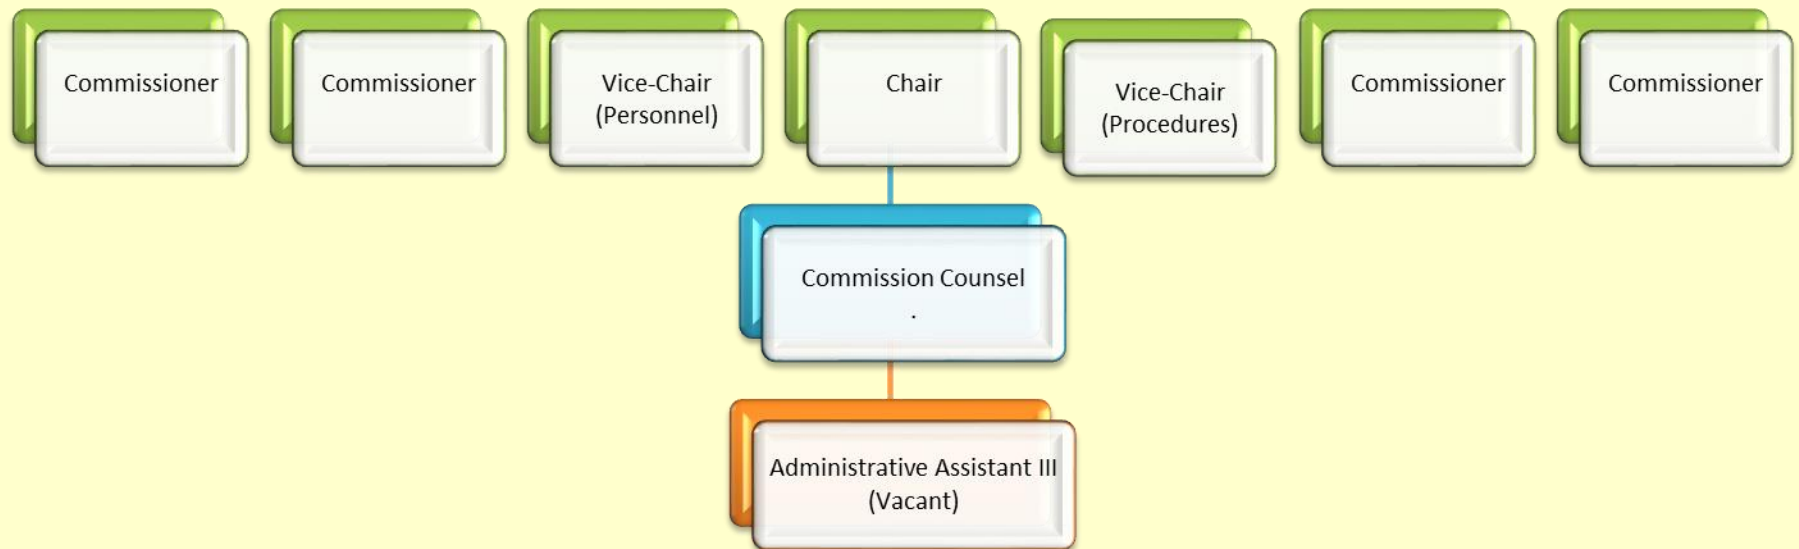 Commissioner
Commissioner
Vice-Chair
(Personnel)
Chair
Vice-Chair
(Procedures)
Commissioner
Commissioner
Commission Counsel
.
Administrative Assistant III
(Vacant)